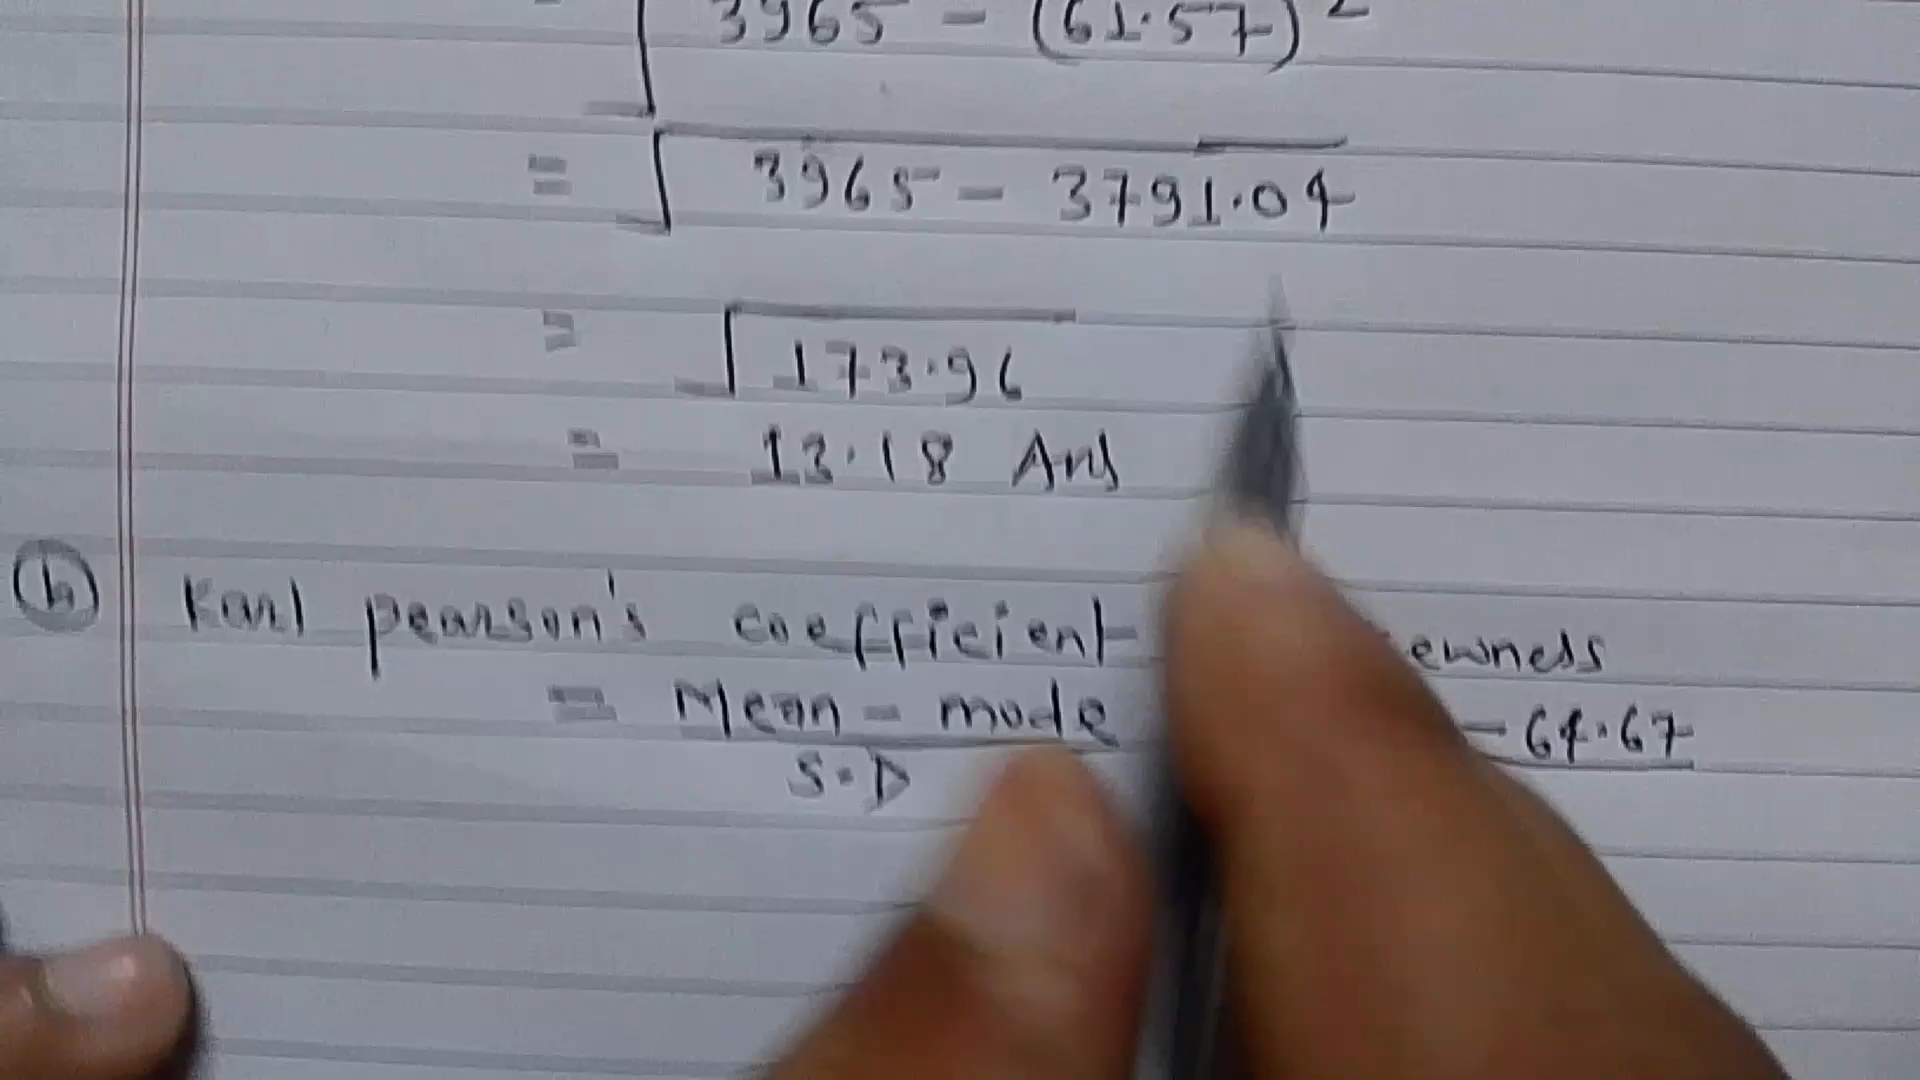 = √3965 - (61.57)²
= √3965 - 3791.04
= √173.96
= 13.18 Ans
(h) Karl pearson's coefficient ewness
= Mean - mode - 64.67
S.D